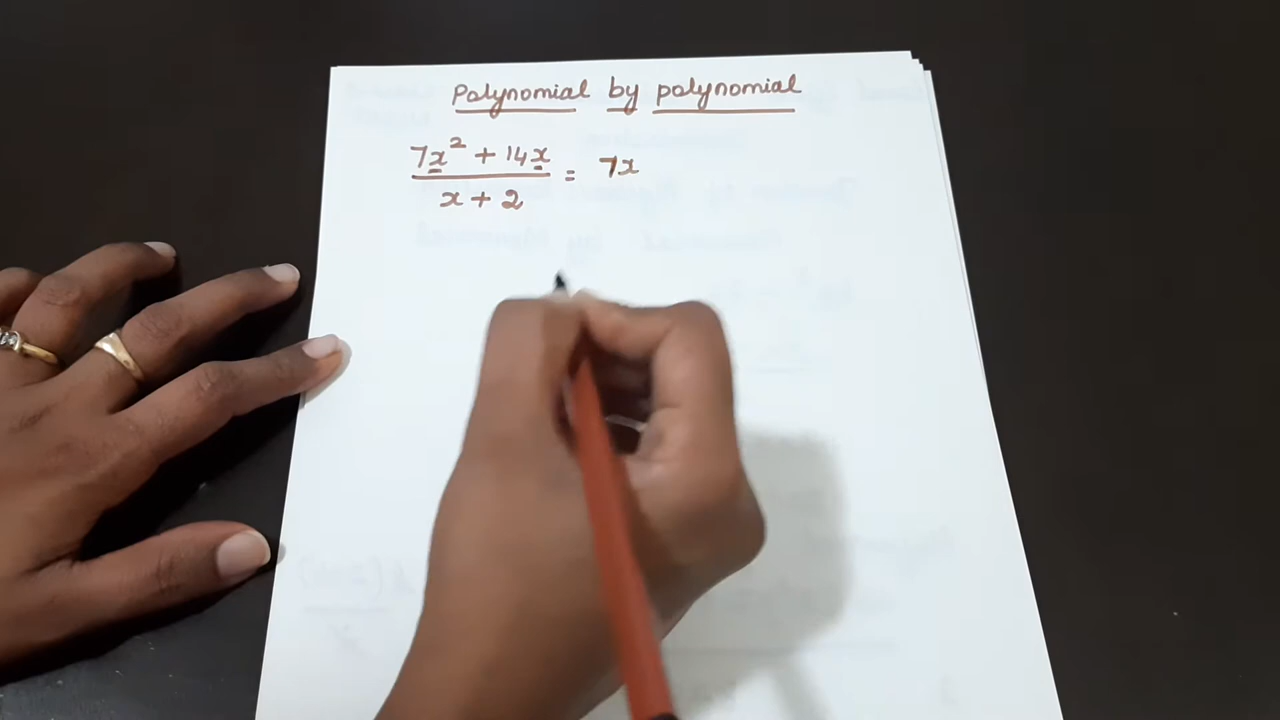 Polynomial by polynomial
7x² + 14x
x + 2
= 7x